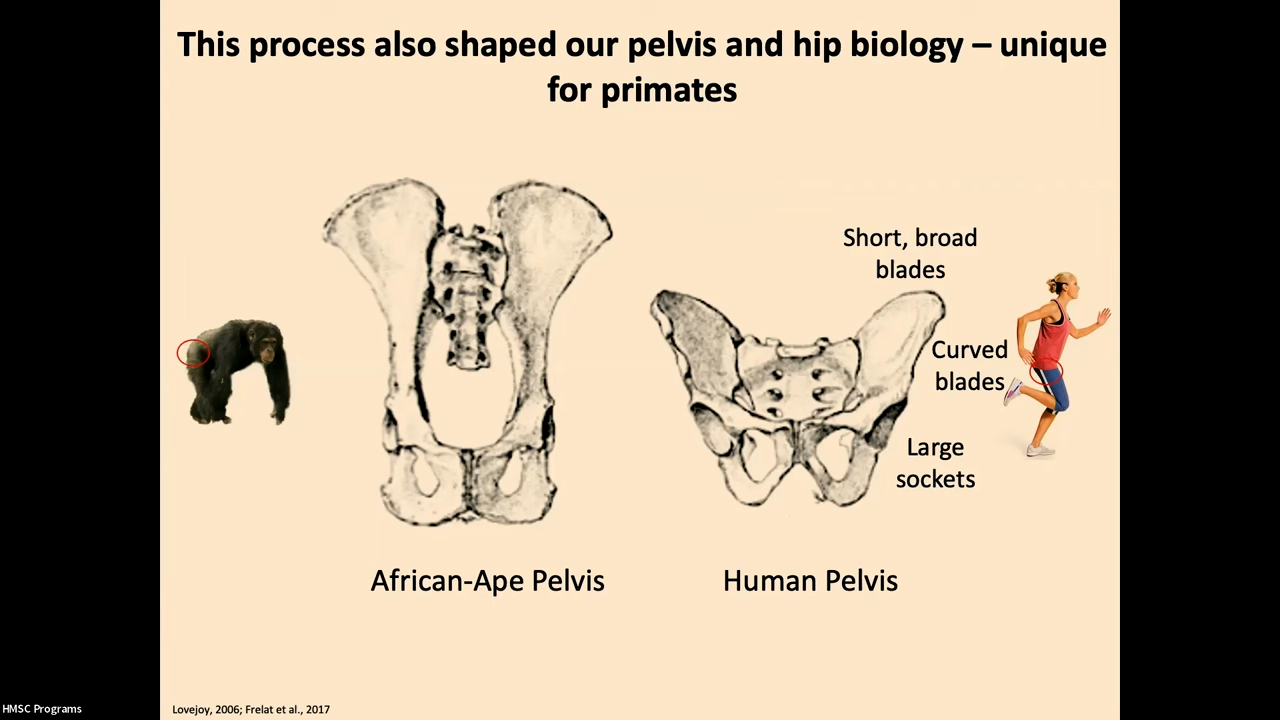 This process also shaped our pelvis and hip biology – unique
for primates
Short, broad
blades
Curved
blades
Large
sockets
African-Ape Pelvis
Human Pelvis
Lovejoy, 2006; Frelat et al., 2017
HMSC Programs